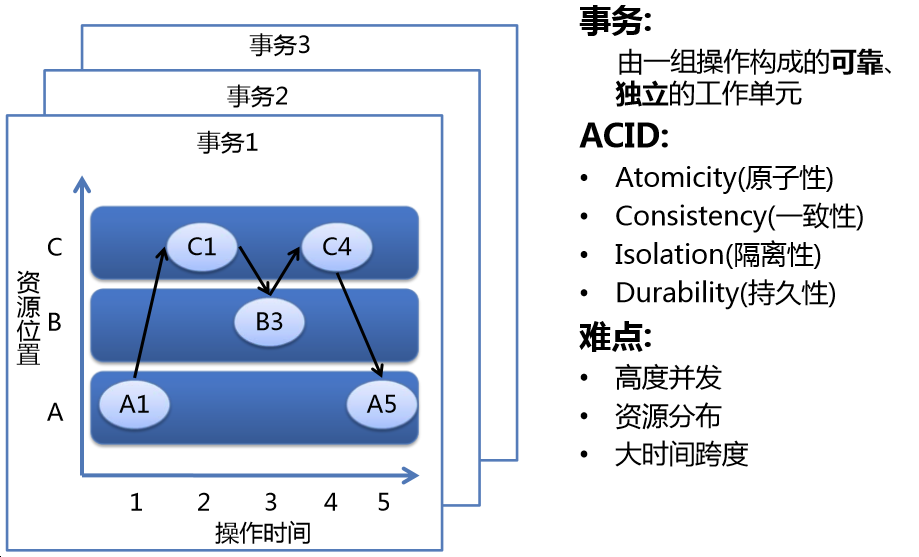 事务3
事务2
事务1
C
B
A
资源位置
C1
C4
B3
A1
A5
1 2 3 4 5
操作时间
事务:
由一组操作构成的可靠、
独立的工作单元
ACID:
• Atomicity(原子性)
• Consistency(一致性)
• Isolation(隔离性)
• Durability(持久性)
难点:
• 高度并发
• 资源分布
• 大时间跨度